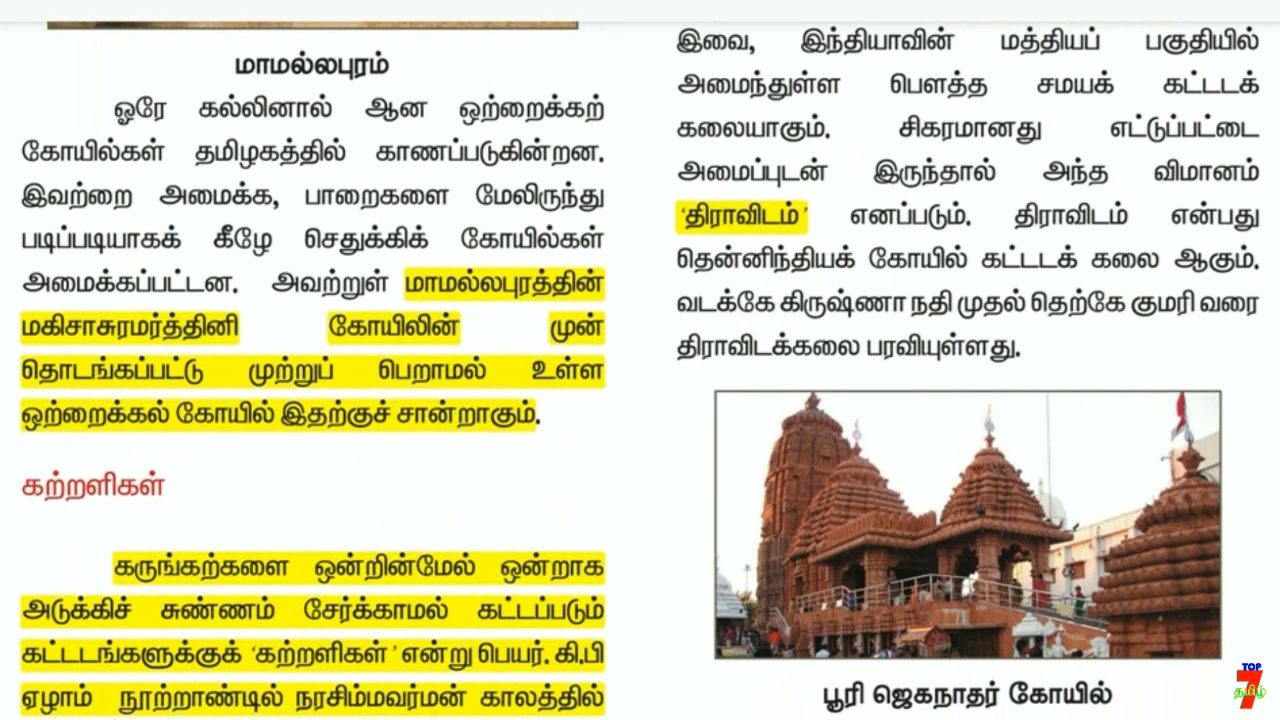 மாமல்லபுரம்
ஓரே கல்லினால் ஆன ஒற்றைக்கற்
கோயில்கள் தமிழகத்தில் காணப்படுகின்றன.
இவற்றை அமைக்க, பாறைகளை மேலிருந்து
படிப்படியாகக் கீழே செதுக்கிக் கோயில்கள்
அமைக்கப்பட்டன. அவற்றுள் மாமல்லபுரத்தின்
மகிசாசுரமர்த்தினி கோயிலின் முன்
தொடங்கப்பட்டு முற்றுப் பெறாமல் உள்ள
ஒற்றைக்கல் கோயில் இதற்குச் சான்றாகும்.
கற்றளிகள்
கருங்கற்களை ஒன்றின்மேல் ஒன்றாக
அடுக்கிச் சுண்ணம் சேர்க்காமல் கட்டப்படும்
கட்டடங்களுக்குக் 'கற்றளிகள்' என்று பெயர். கி.பி
ஏழாம் நூற்றாண்டில் நரசிம்மவர்மன் காலத்தில்
இவை, இந்தியாவின் மத்தியப் பகுதியில்
அமைந்துள்ள பௌத்த சமயக் கட்டடக்
கலையாகும். சிகரமானது எட்டுப்பட்டை
அமைப்புடன் இருந்தால் அந்த விமானம்
'திராவிடம்' எனப்படும். திராவிடம் என்பது
தென்னிந்தியக் கோயில் கட்டடக் கலை ஆகும்.
வடக்கே கிருஷ்ணா நதி முதல் தெற்கே குமரி வரை
திராவிடக்கலை பரவியுள்ளது.
பூரி ஜெகநாதர் கோயில்
TOP
7
தமிழ்